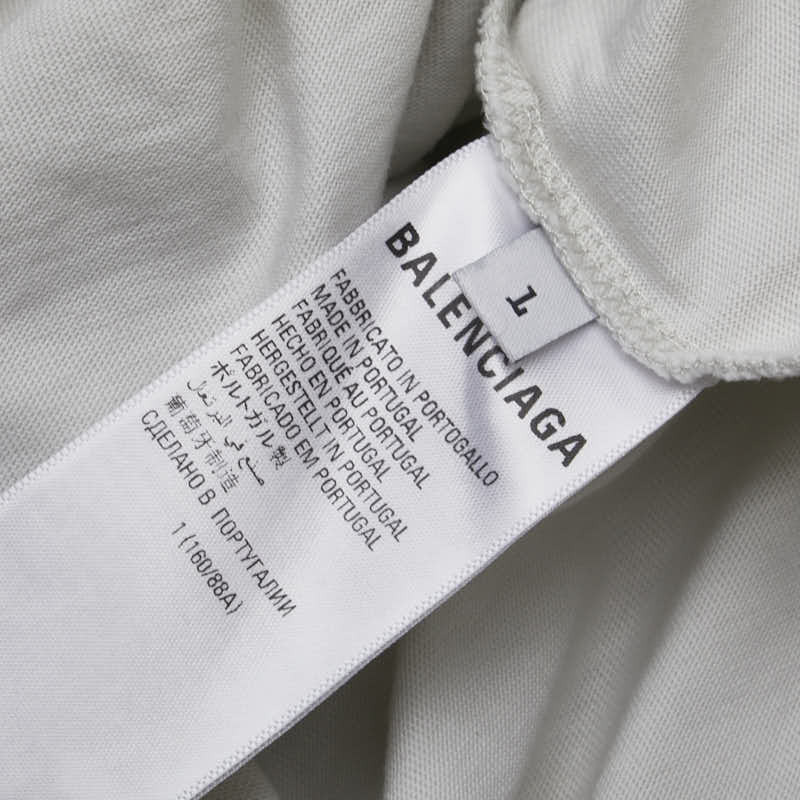 BALENCIAGA
1
FABBRICATO IN PORTOGALLO
MADE IN PORTUGAL
FABRIQUÉ AU PORTUGAL
HECHO EN PORTUGAL
HERGESTELLT IN PORTUGAL
FABRICADO EM PORTUGAL
ポルトガル製
صنع في البرتغال
葡萄牙制造
СДЕЛАНО В ПОРТУГАЛИИ
1 (160/88A)